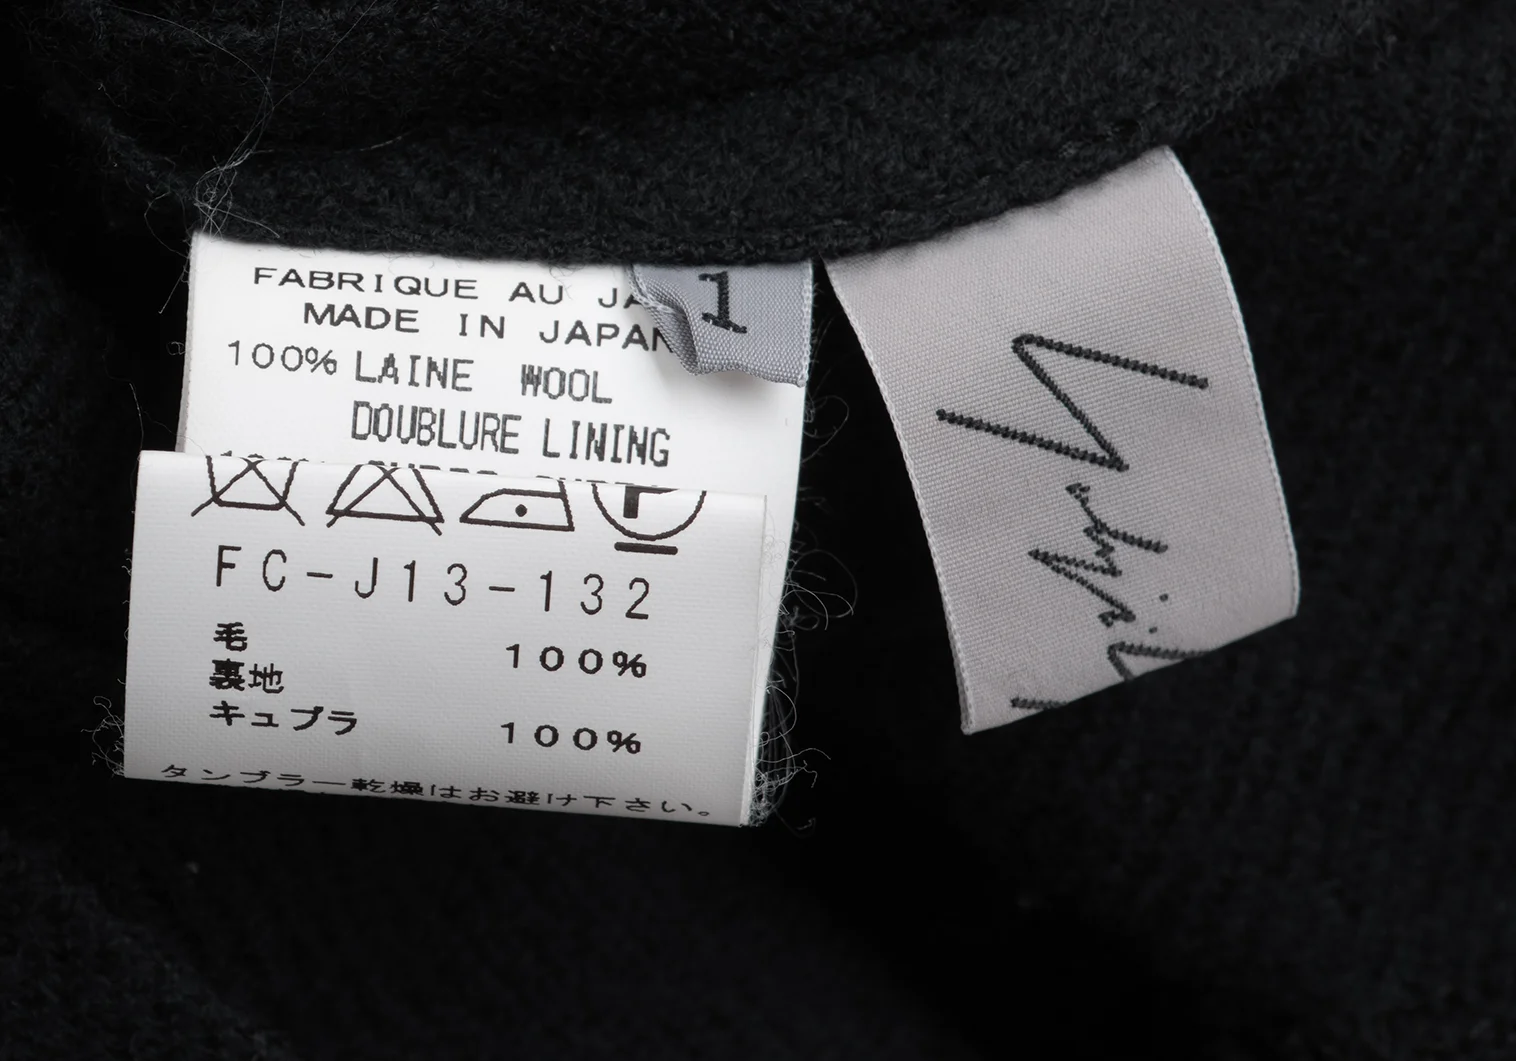 FABRIQUE AU JA
MADE IN JAPAN
1
100% LAINE WOOL
DOUBLURE LINING
FC-J13-132
毛 100%
裏地
キュプラ 100%
タンブラー乾燥はお避け下さい。